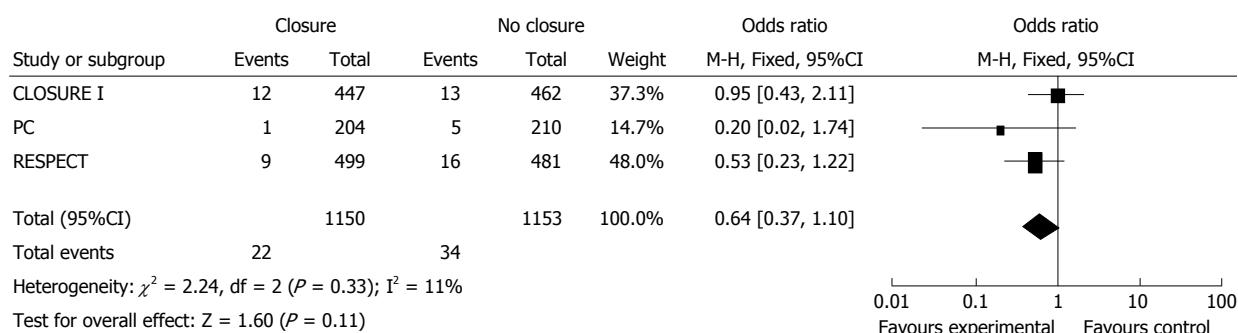 Closure No closure Odds ratio Odds ratio
Study or subgroup Events Total Events Total Weight M-H, Fixed, 95%CI M-H, Fixed, 95%CI
CLOSURE I 12 447 13 462 37.3% 0.95 [0.43, 2.11]
PC 1 204 5 210 14.7% 0.20 [0.02, 1.74]
RESPECT 9 499 16 481 48.0% 0.53 [0.23, 1.22]
Total (95%CI) 1150 1153 100.0% 0.64 [0.37, 1.10]
Total events 22 34
Heterogeneity: χ² = 2.24, df = 2 (P = 0.33); I² = 11%
0.01 0.1 1 10 100
Test for overall effect: Z = 1.60 (P = 0.11)
Favours experimental Favours control